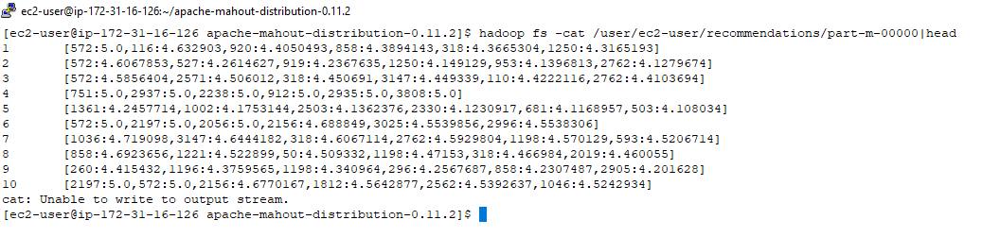 ec2-user@ip-172-31-16-126:~/apache-mahout-distribution-0.11.2
[ec2-user@ip-172-31-16-126 apache-mahout-distribution-0.11.2]$ hadoop fs -cat /user/ec2-user/recommendations/part-m-00000|head
1 [572:5.0,116:4.632903,920:4.4050493,858:4.3894143,318:4.3665304,1250:4.3165193]
2 [572:4.6067853,527:4.2614627,919:4.2367635,1250:4.149129,953:4.1396813,2762:4.1279674]
3 [572:4.5856404,2571:4.506012,318:4.450691,3147:4.449339,110:4.4222116,2762:4.4103694]
4 [751:5.0,2937:5.0,2238:5.0,912:5.0,2935:5.0,3808:5.0]
5 [1361:4.2457714,1002:4.1753144,2503:4.1362376,2330:4.1230917,681:4.1168957,503:4.108034]
6 [572:5.0,2197:5.0,2056:5.0,2156:4.688849,3025:4.5539856,2996:4.5538306]
7 [1036:4.719098,3147:4.6444182,318:4.6067114,2762:4.5929804,1198:4.570129,593:4.5206714]
8 [858:4.6923656,1221:4.522899,50:4.509332,1198:4.47153,318:4.466984,2019:4.460055]
9 [260:4.415432,1196:4.3759565,1198:4.340964,296:4.2567687,858:4.2307487,2905:4.201628]
10 [2197:5.0,572:5.0,2156:4.6770167,1812:4.5642877,2562:4.5392637,1046:4.5242934]
cat: Unable to write to output stream.
[ec2-user@ip-172-31-16-126 apache-mahout-distribution-0.11.2]$